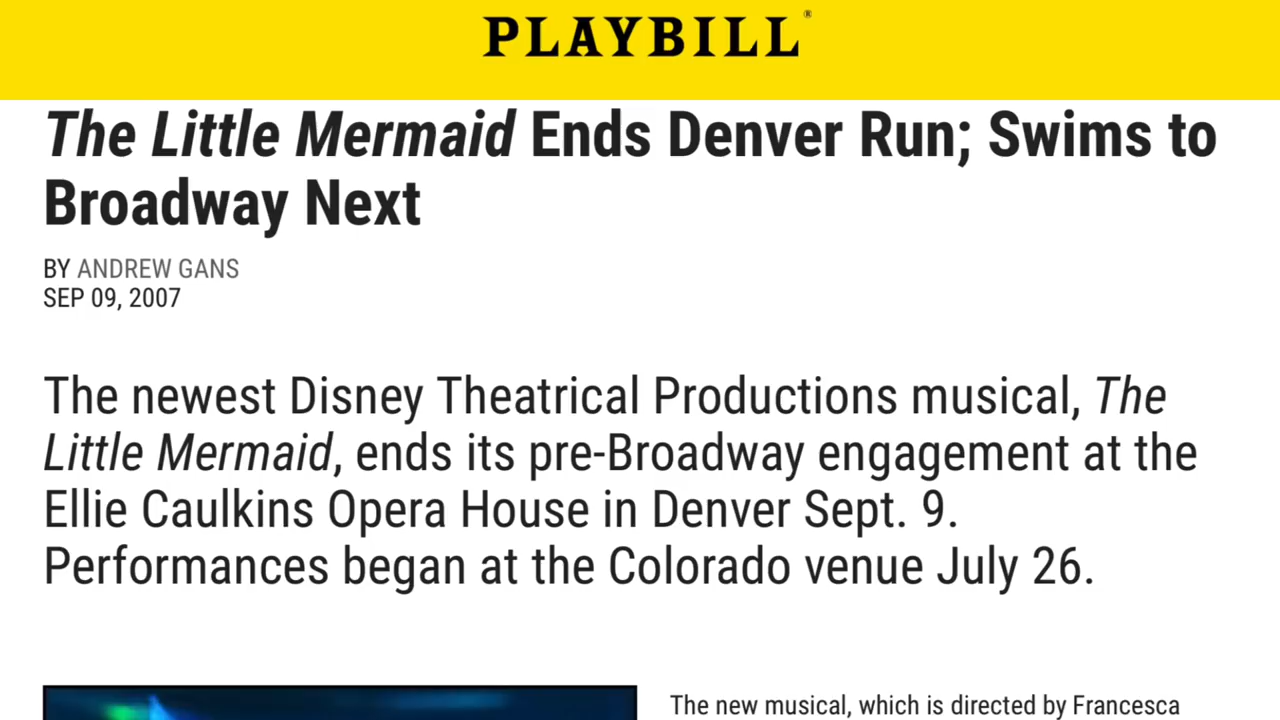 PLAYBILL®
The Little Mermaid Ends Denver Run; Swims to
Broadway Next
BY ANDREW GANS
SEP 09, 2007
The newest Disney Theatrical Productions musical, The
Little Mermaid, ends its pre-Broadway engagement at the
Ellie Caulkins Opera House in Denver Sept. 9.
Performances began at the Colorado venue July 26.
The new musical, which is directed by Francesca